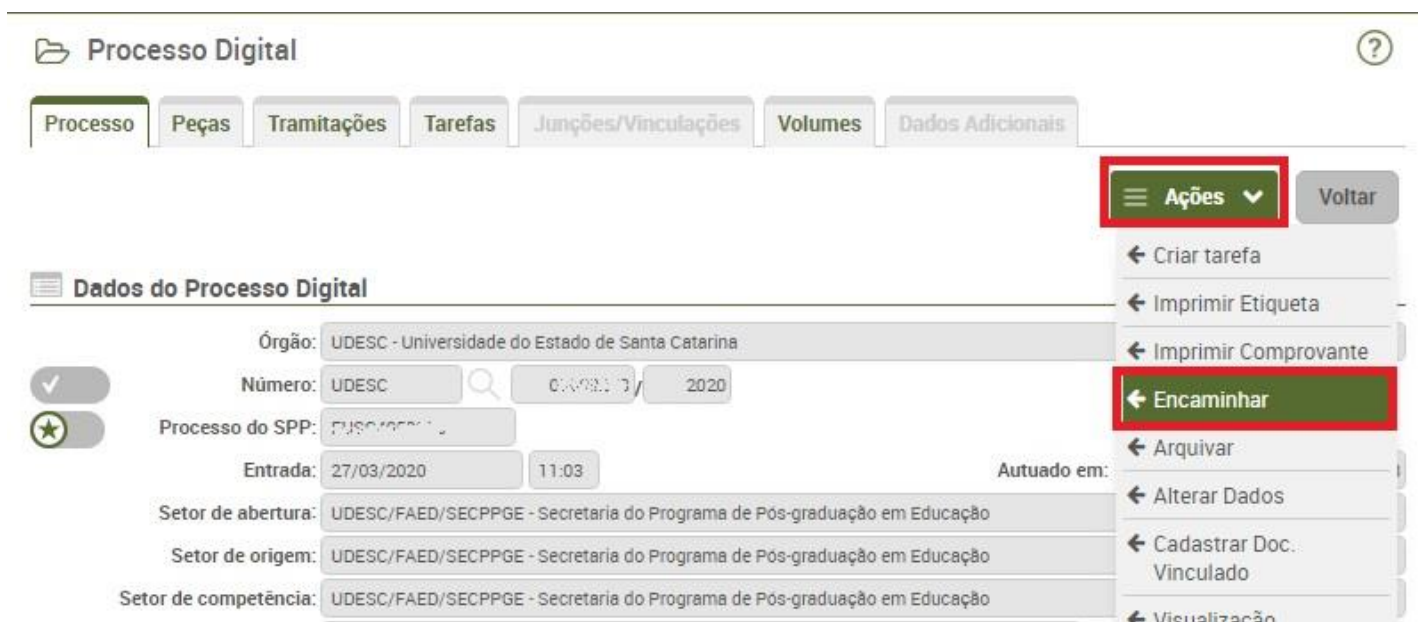 Processo Digital
?
Processo Peças Tramitações Tarefas Junções/Vinculações Volumes Dados Adicionais
Ações Voltar
Criar tarefa
Dados do Processo Digital
Imprimir Etiqueta
Órgão: UDESC - Universidade do Estado de Santa Catarina
Imprimir Comprovante
Número: UDESC / 2020
Encaminhar
Processo do SPP:
Arquivar
Entrada: 27/03/2020 11:03 Autuado em:
Alterar Dados
Setor de abertura: UDESC/FAED/SECPPGE - Secretaria do Programa de Pós-graduação em Educação
Setor de origem: UDESC/FAED/SECPPGE - Secretaria do Programa de Pós-graduação em Educação
Cadastrar Doc.
Vinculado
Setor de competência: UDESC/FAED/SECPPGE - Secretaria do Programa de Pós-graduação em Educação
Visualização